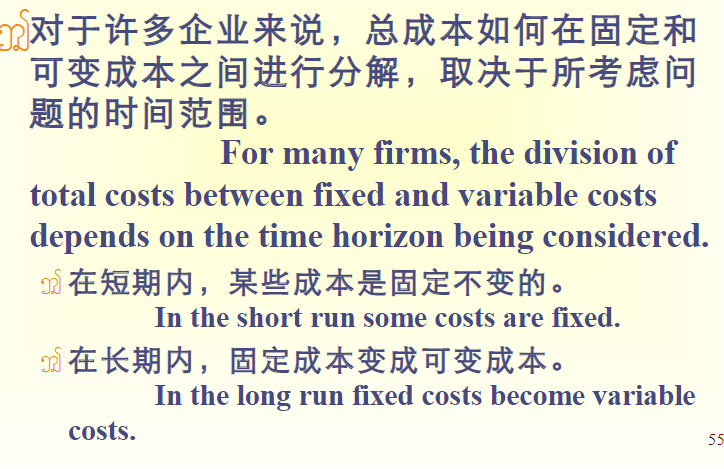 对于许多企业来说，总成本如何在固定和
可变成本之间进行分解，取决于所考虑问
题的时间范围。
For many firms, the division of
total costs between fixed and variable costs
depends on the time horizon being considered.
在短期内，某些成本是固定不变的。
In the short run some costs are fixed.
在长期内，固定成本变成可变成本。
In the long run fixed costs become variable
costs.
55